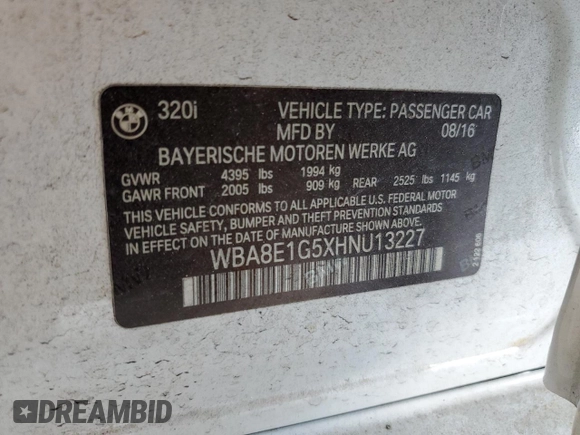 320i
VEHICLE TYPE: PASSENGER CAR
MFD BY 08/16
BAYERISCHE MOTOREN WERKE AG
GVWR 4395 lbs 1994 kg
GAWR FRONT 2005 lbs 909 kg REAR 2525 lbs 1145 kg
THIS VEHICLE CONFORMS TO ALL APPLICABLE U.S. FEDERAL MOTOR
VEHICLE SAFETY, BUMPER, AND THEFT PREVENTION STANDARDS
IN EFFECT ON THE DATE OF MANUFACTURE SHOWN ABOVE.
WBA8E1G5XHNU13227
DREAMBID